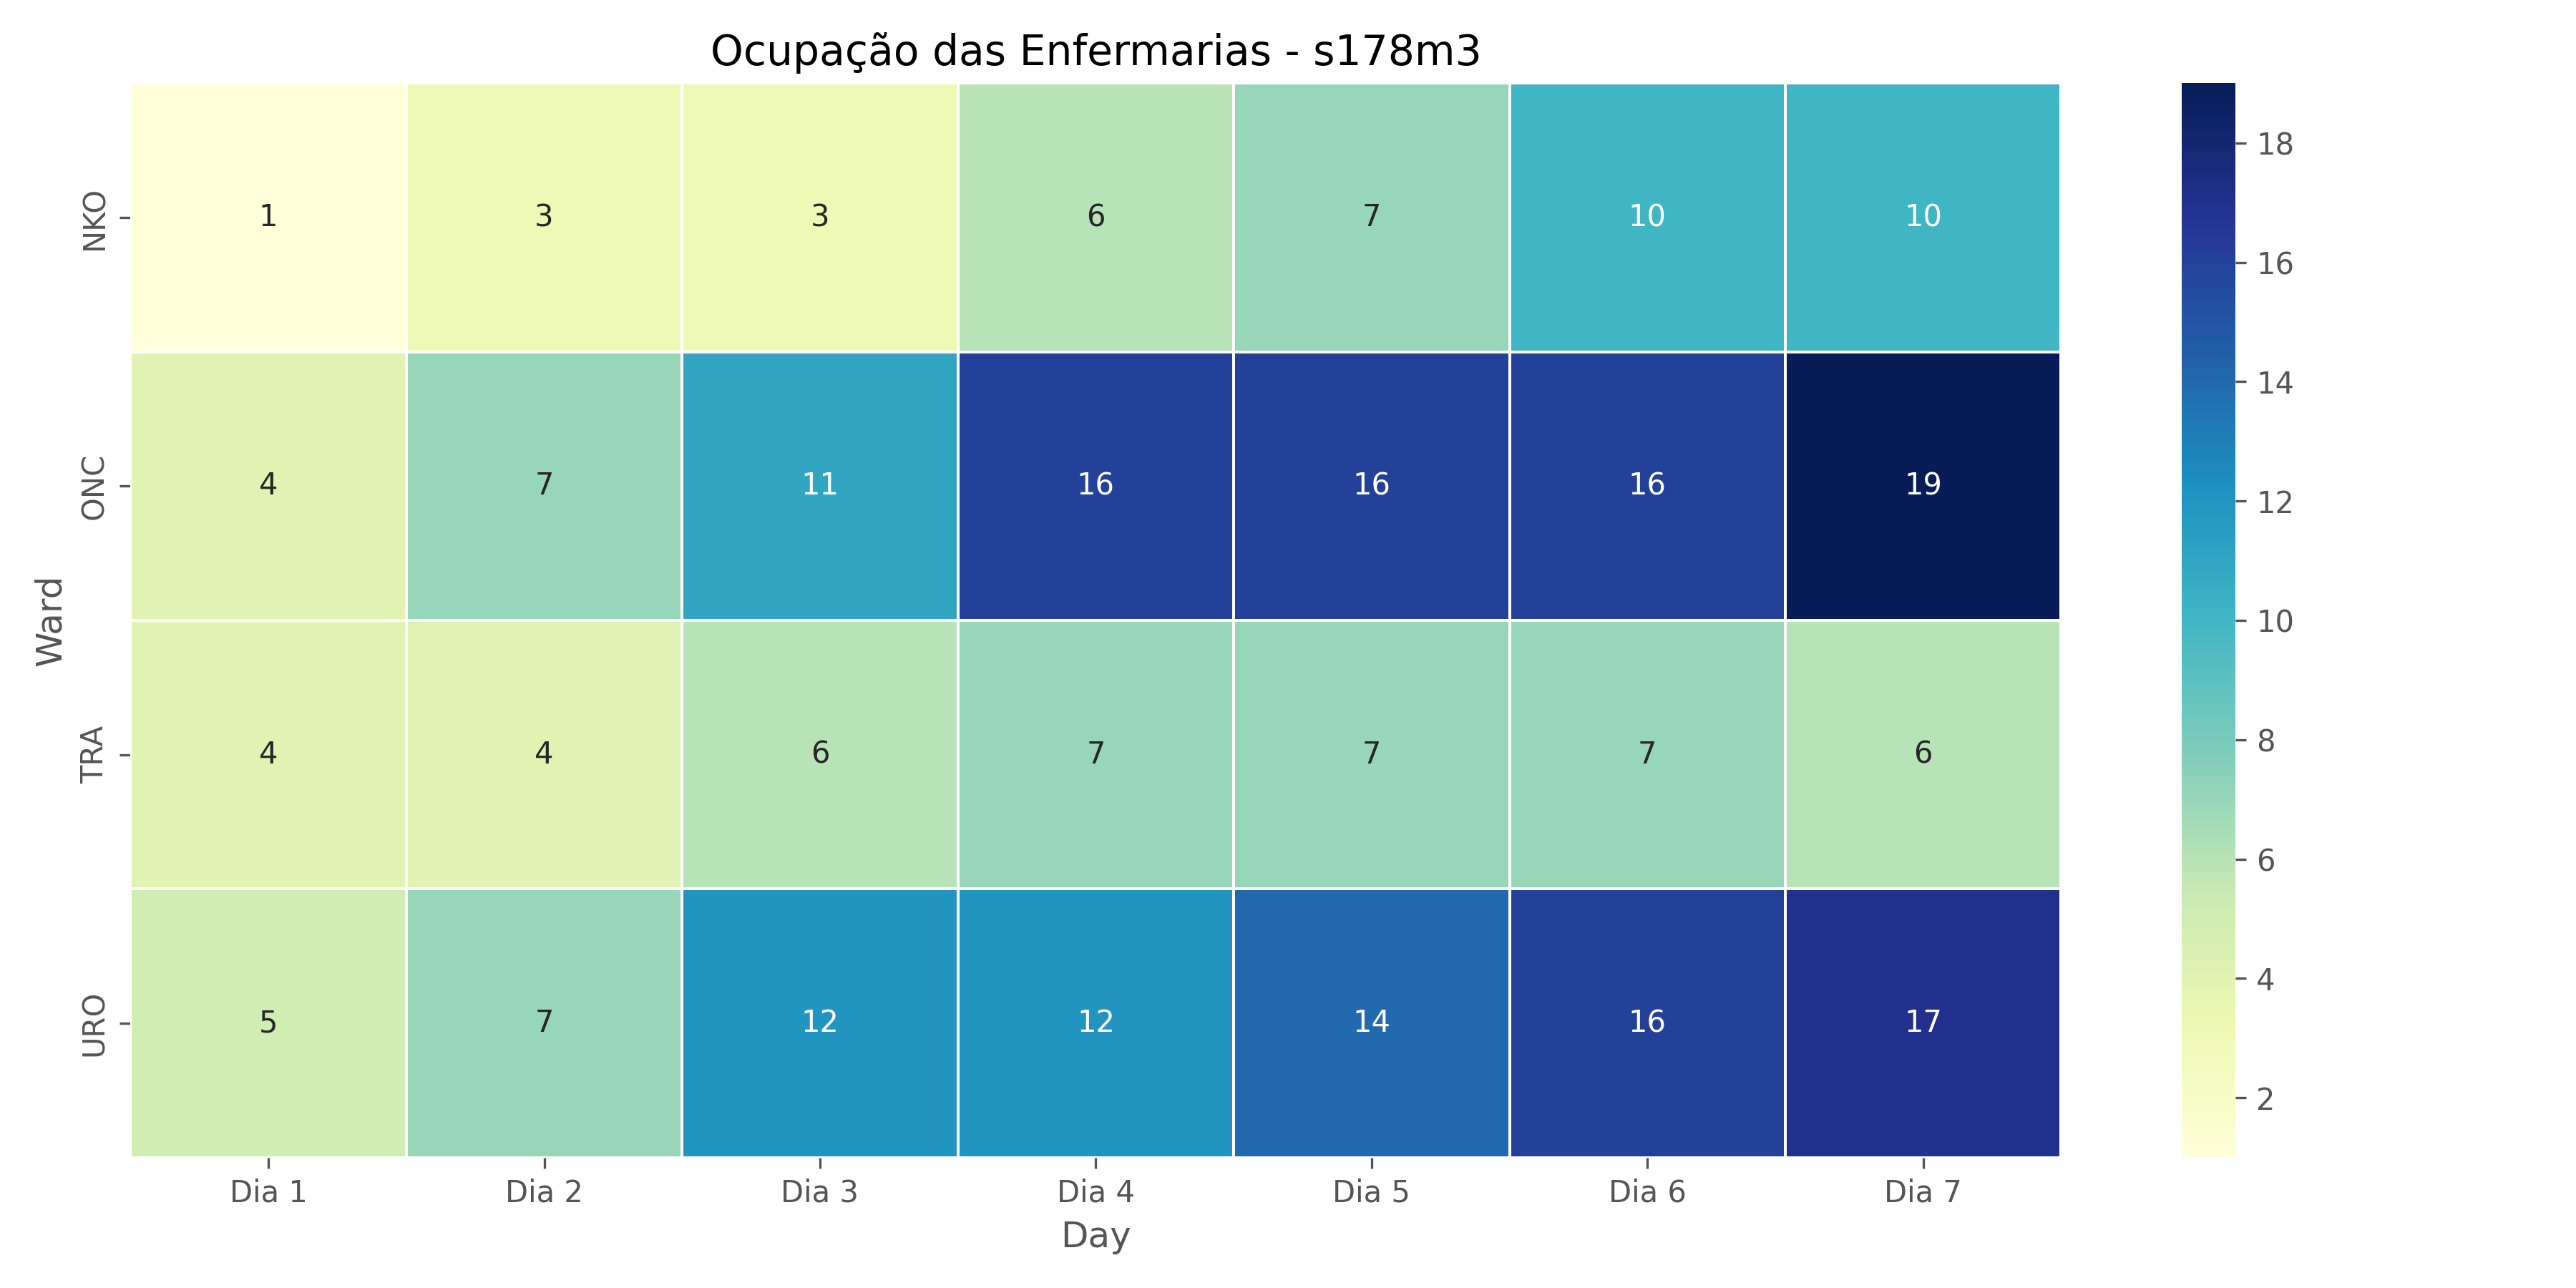 Ocupação das Enfermarias - s178m3
Ward
NKO 1 3 3 6 7 10 10
ONC 4 7 11 16 16 16 19
TRA 4 4 6 7 7 7 6
URO 5 7 12 12 14 16 17
Dia 1 Dia 2 Dia 3 Dia 4 Dia 5 Dia 6 Dia 7
Day
18
16
14
12
10
8
6
4
2